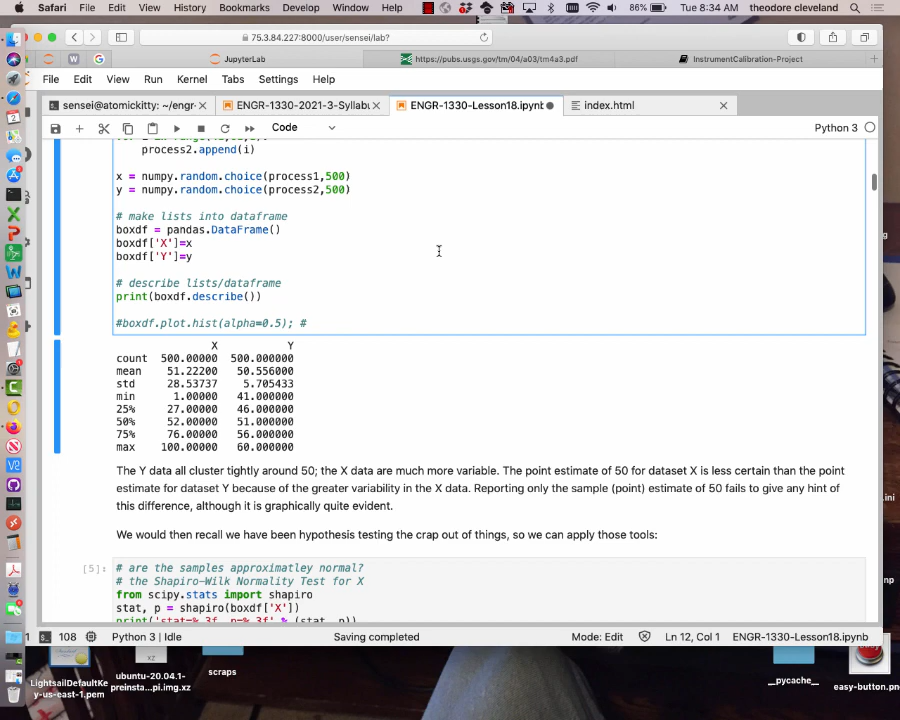 Safari File Edit View History Bookmarks Develop Window Help 86% Tue 8:34 AM theodore cleveland
75.3.84.227:8000/user/sensei/lab?
JupyterLab https://pubs.usgs.gov/tm/04/a03/tm4a3.pdf InstrumentCalibration-Project
File Edit View Run Kernel Tabs Settings Help
sensei@atomickitty: ~/engr- ENGR-1330-2021-3-Syllabu ENGR-1330-Lesson18.ipynb index.html
Code Python 3
process2.append(i)
x = numpy.random.choice(process1,500)
y = numpy.random.choice(process2,500)
# make lists into dataframe
boxdf = pandas.DataFrame()
boxdf['X']=x
boxdf['Y']=y
# describe lists/dataframe
print(boxdf.describe())
#boxdf.plot.hist(alpha=0.5); #
X Y
count 500.00000 500.000000
mean 51.22200 50.556000
std 28.53737 5.705433
min 1.00000 41.000000
25% 27.00000 46.000000
50% 52.00000 51.000000
75% 76.00000 56.000000
max 100.00000 60.000000
The Y data all cluster tightly around 50; the X data are much more variable. The point estimate of 50 for dataset X is less certain than the point
estimate for dataset Y because of the greater variability in the X data. Reporting only the sample (point) estimate of 50 fails to give any hint of
this difference, although it is graphically quite evident.
We would then recall we have been hypothesis testing the crap out of things, so we can apply those tools:
[5]: # are the samples approximatley normal?
# the Shapiro-Wilk Normality Test for X
from scipy.stats import shapiro
stat, p = shapiro(boxdf['X'])
print('stat=%.3f, p=%.3f' % (stat, p))
1 108 Python 3 | Idle Saving completed Mode: Edit Ln 12, Col 1 ENGR-1330-Lesson18.ipynb
LightsailDefaultKe
y-us-east-1.pem
xz
ubuntu-20.04.1-
preinsta...pi.img.xz
scraps
__pycache__
easy-button.pn